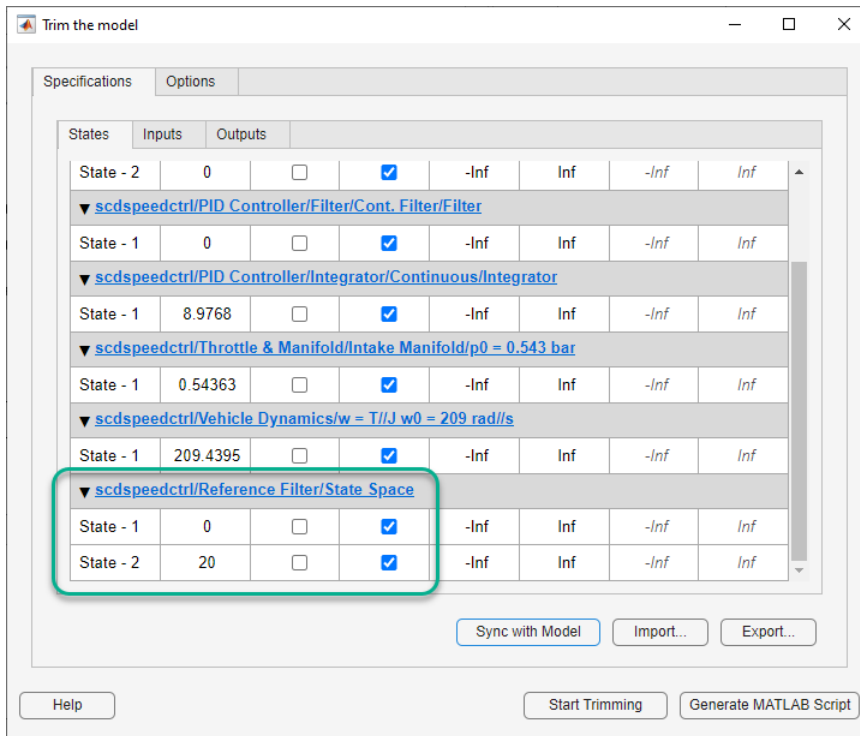 Trim the model
Specifications Options
States Inputs Outputs
State - 2 0 -Inf Inf -Inf Inf
scdspeedctrl/PID Controller/Filter/Cont. Filter/Filter
State - 1 0 -Inf Inf -Inf Inf
scdspeedctrl/PID Controller/Integrator/Continuous/Integrator
State - 1 8.9768 -Inf Inf -Inf Inf
scdspeedctrl/Throttle & Manifold/Intake Manifold/p0 = 0.543 bar
State - 1 0.54363 -Inf Inf -Inf Inf
scdspeedctrl/Vehicle Dynamics/w = T//J w0 = 209 rad//s
State - 1 209.4395 -Inf Inf -Inf Inf
scdspeedctrl/Reference Filter/State Space
State - 1 0 -Inf Inf -Inf Inf
State - 2 20 -Inf Inf -Inf Inf
Sync with Model Import... Export...
Help Start Trimming Generate MATLAB Script